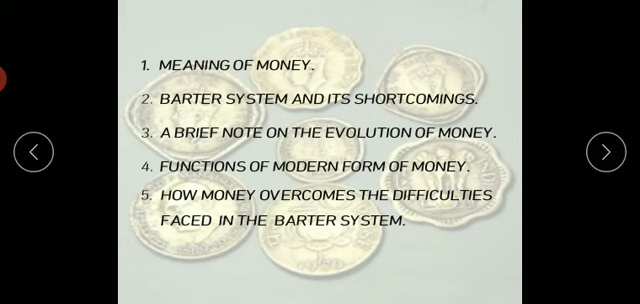 1. MEANING OF MONEY.
2. BARTER SYSTEM AND ITS SHORTCOMINGS.
3. A BRIEF NOTE ON THE EVOLUTION OF MONEY.
4. FUNCTIONS OF MODERN FORM OF MONEY.
5. HOW MONEY OVERCOMES THE DIFFICULTIES
FACED IN THE BARTER SYSTEM.